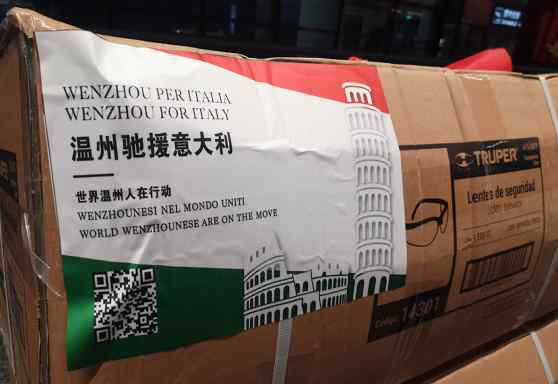 WENZHOU PER ITALIA
WENZHOU FOR ITALY
温州驰援意大利
世界温州人在行动
WENZHOUNESI NEL MONDO UNITI
WORLD WENZHOUNESE ARE ON THE MOVE
TRUPER
Lentes de seguridad
Código: 14301